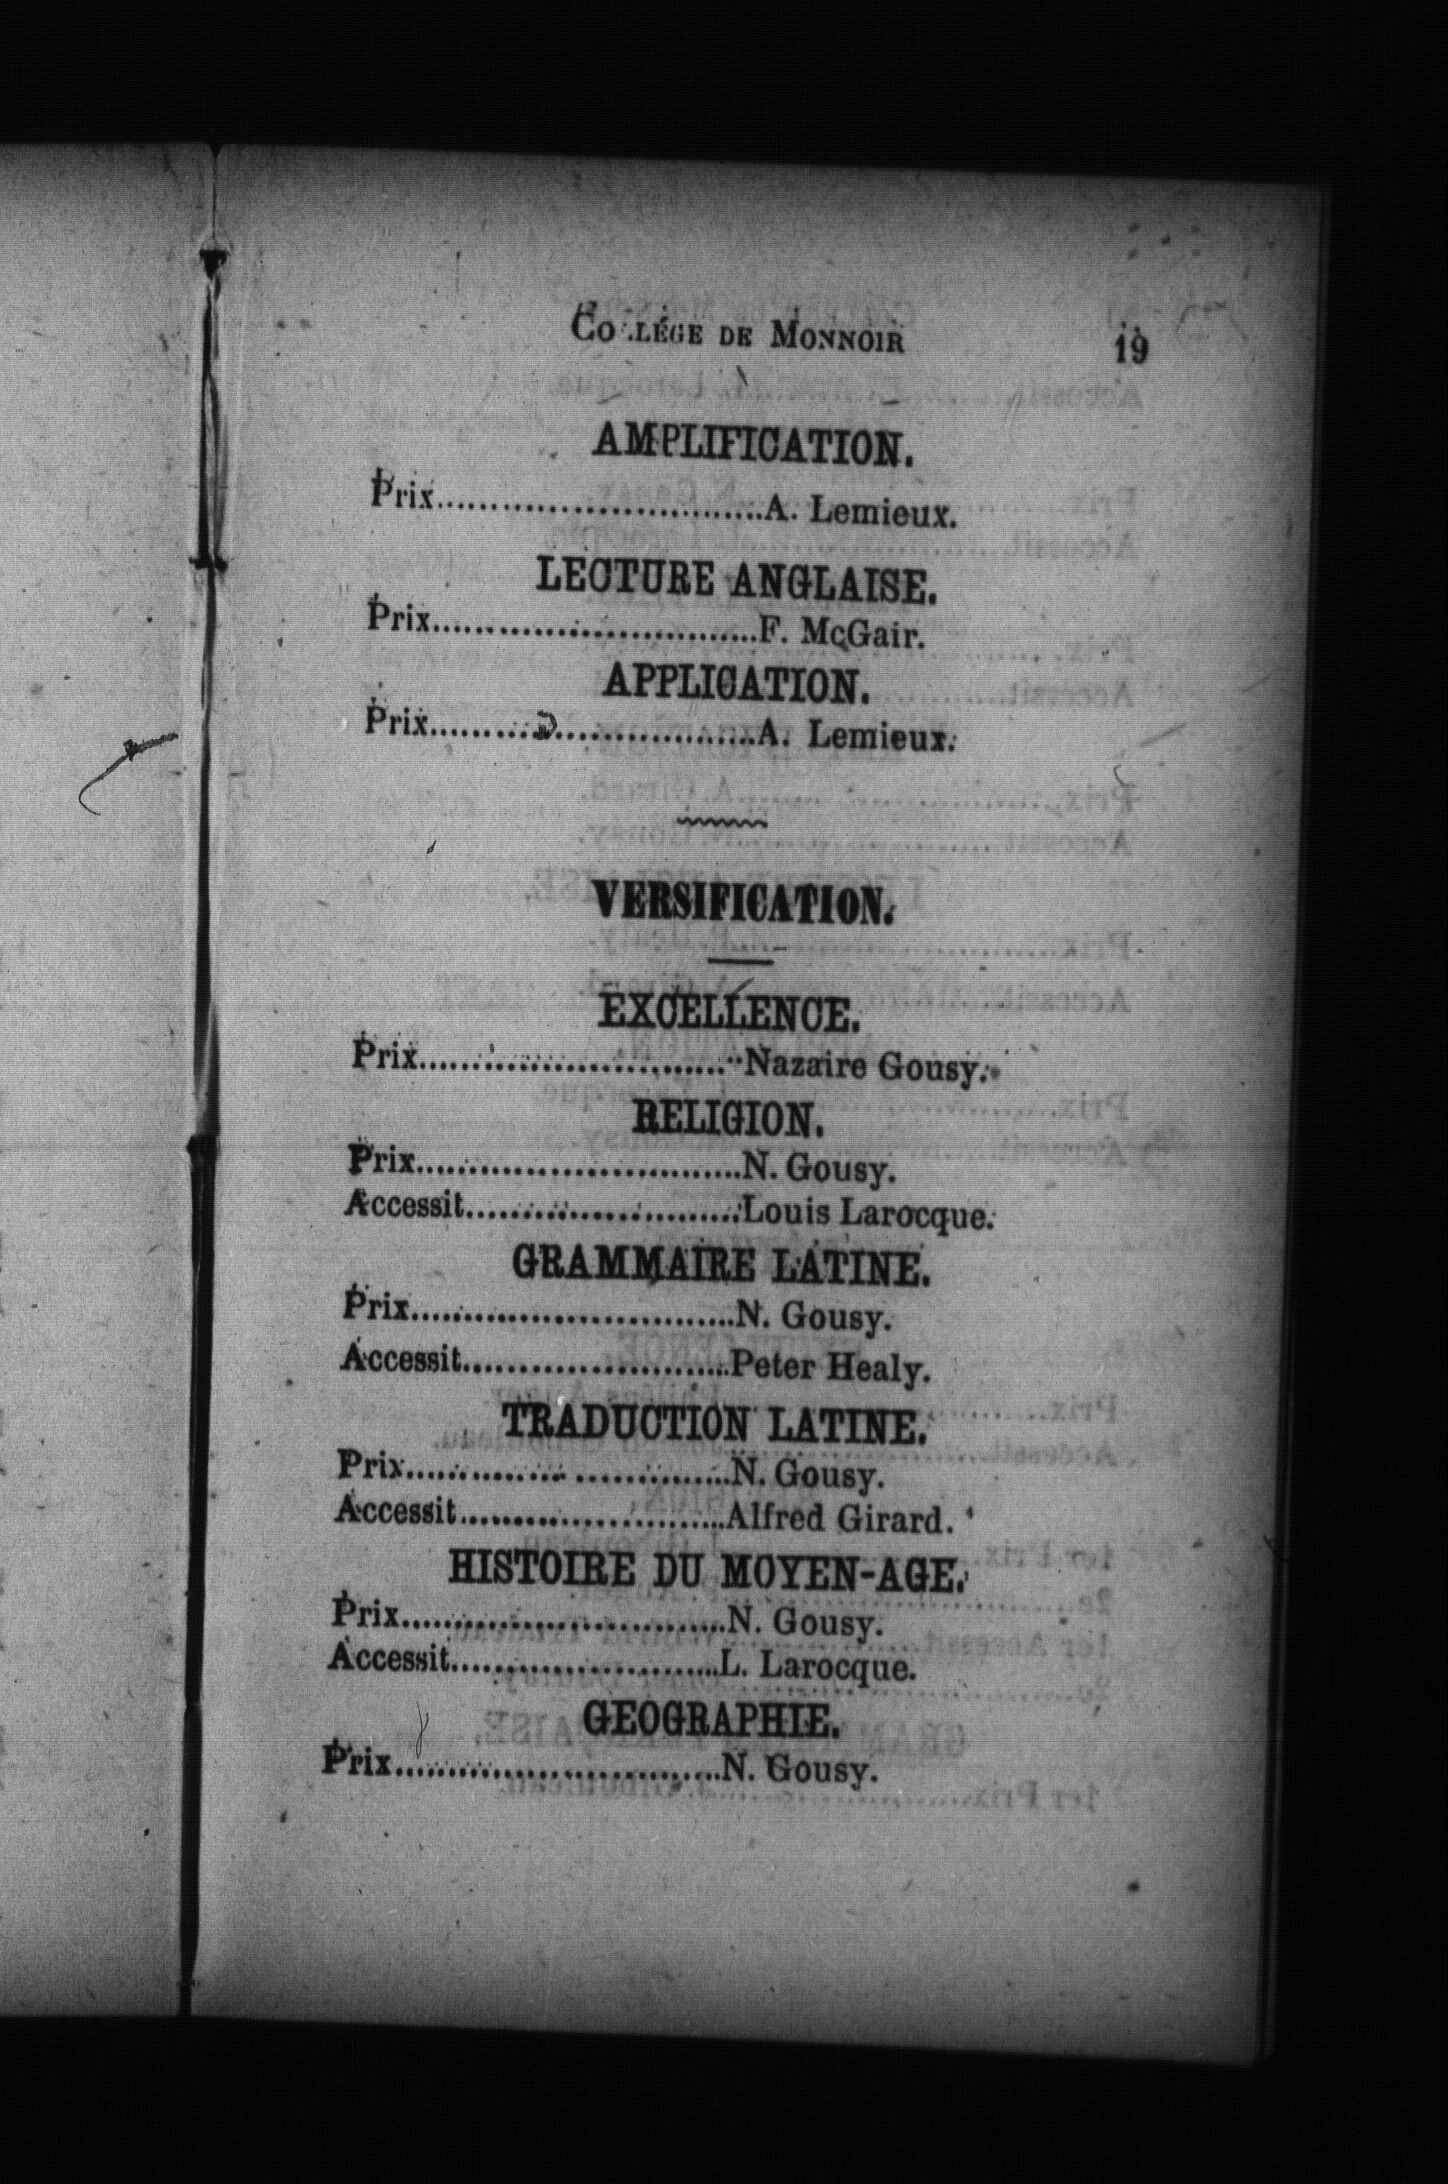 COLLÉGE DE MONNOIR 19
AMPLIFICATION.
Prix..............................A. Lemieux.
LECTURE ANGLAISE.
Prix..............................F. McGair.
APPLICATION.
Prix..............................A. Lemieux.
VERSIFICATION.
EXCELLENCE.
Prix..............................Nazaire Gousy.
RELIGION.
Prix..............................N. Gousy.
Accessit.........................Louis Larocque.
GRAMMAIRE LATINE.
Prix..............................N. Gousy.
Accessit.........................Peter Healy.
TRADUCTION LATINE.
Prix..............................N. Gousy.
Accessit.........................Alfred Girard.
HISTOIRE DU MOYEN-AGE.
Prix..............................N. Gousy.
Accessit.........................L. Larocque.
GEOGRAPHIE.
Prix..............................N. Gousy.